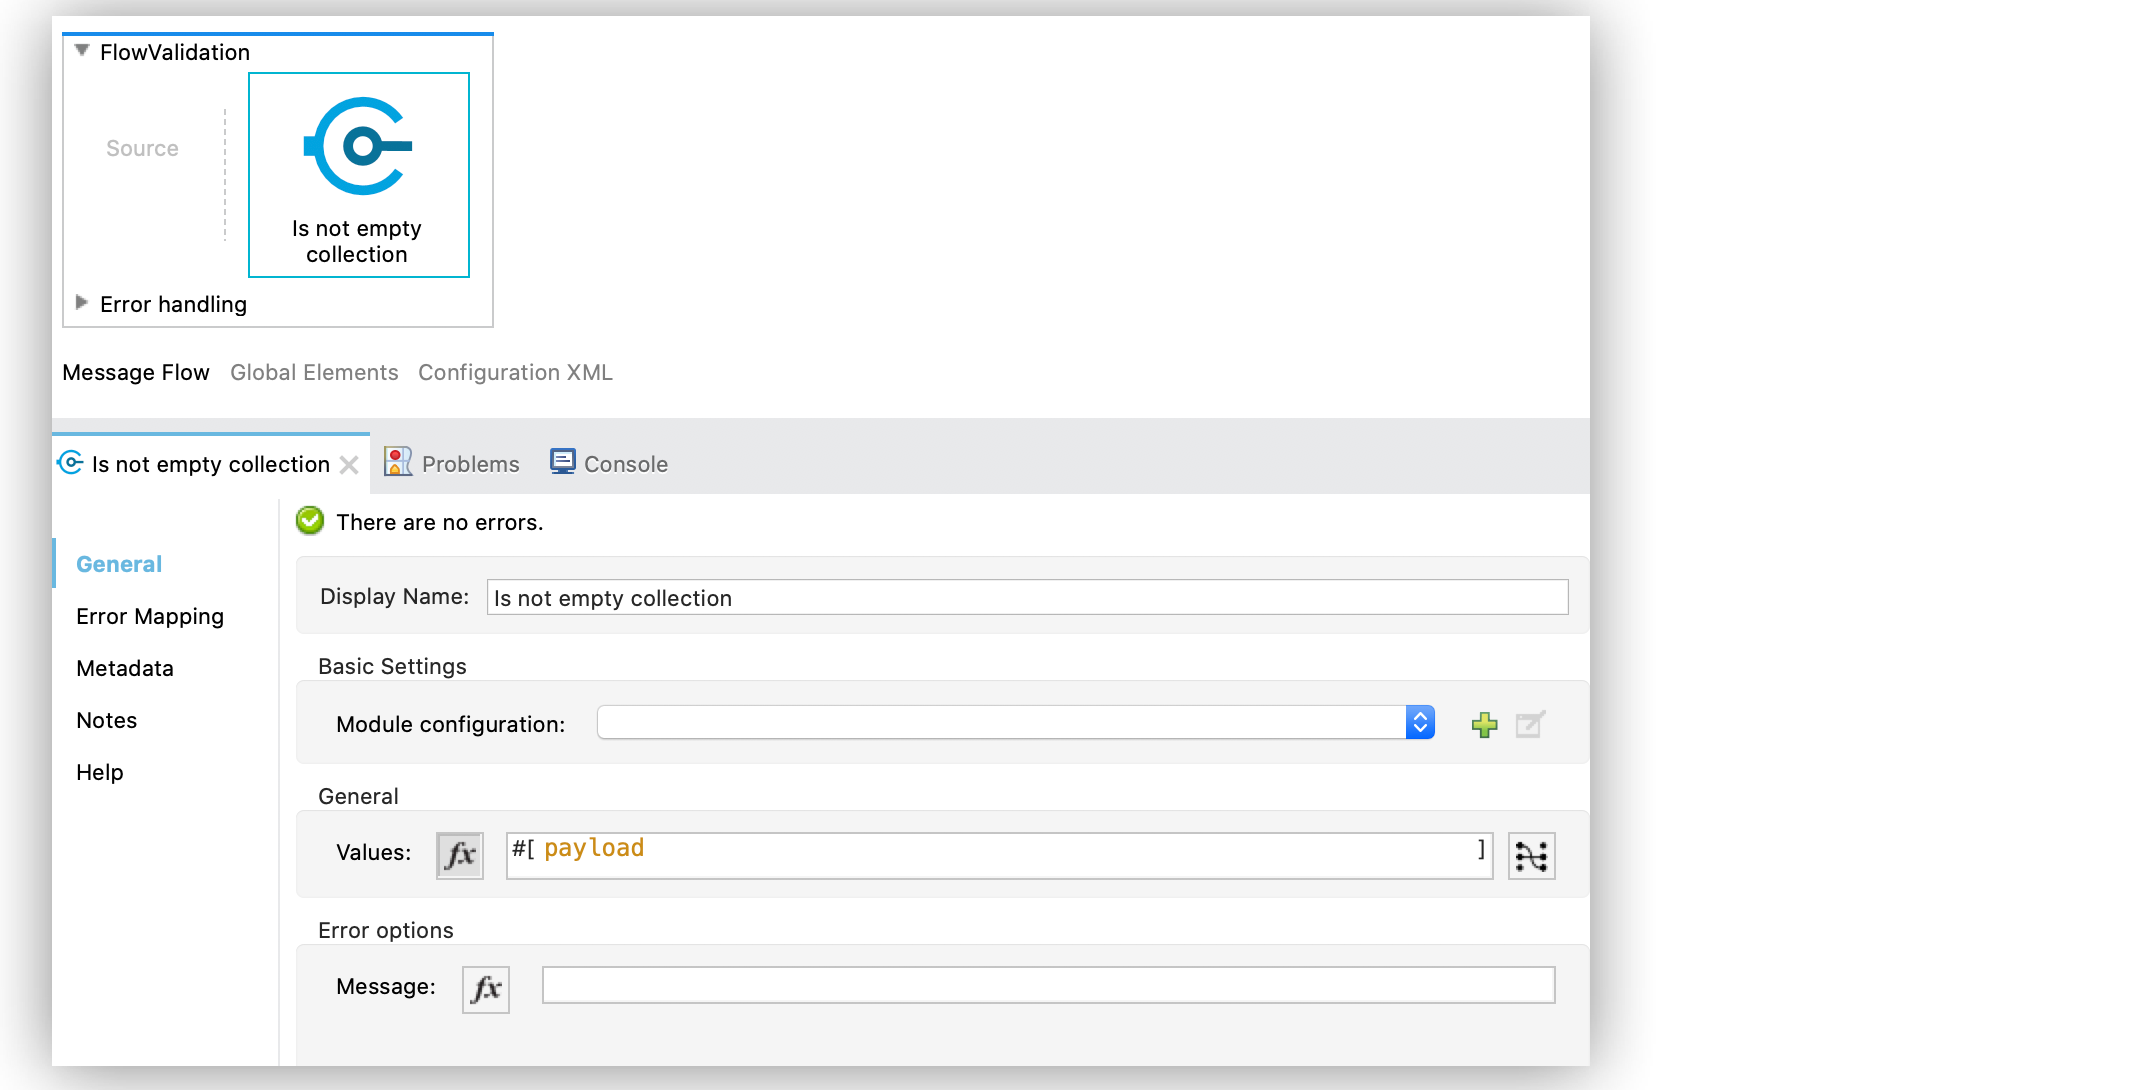 FlowValidation
Source
Is not empty
collection
Error handling
Message Flow Global Elements Configuration XML
Is not empty collection Problems Console
There are no errors.
General
Error Mapping
Metadata
Notes
Help
Display Name: Is not empty collection
Basic Settings
Module configuration:
General
Values: fx #[ payload ]
Error options
Message: fx